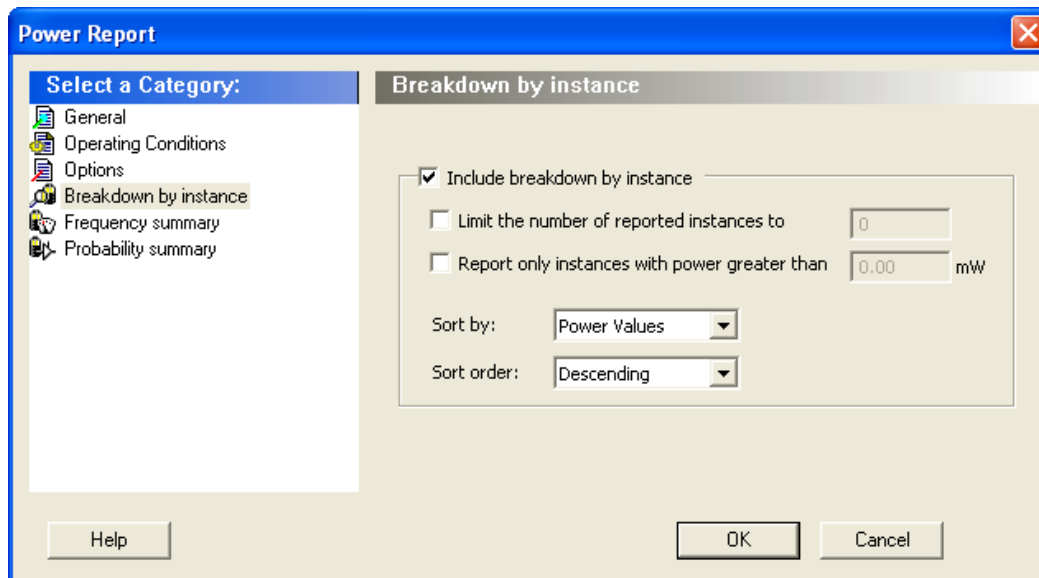 Power Report
Select a Category:
General
Operating Conditions
Options
Breakdown by instance
Frequency summary
Probability summary
Breakdown by instance
Include breakdown by instance
Limit the number of reported instances to 0
Report only instances with power greater than 0.00 mW
Sort by: Power Values
Sort order: Descending
Help
OK
Cancel